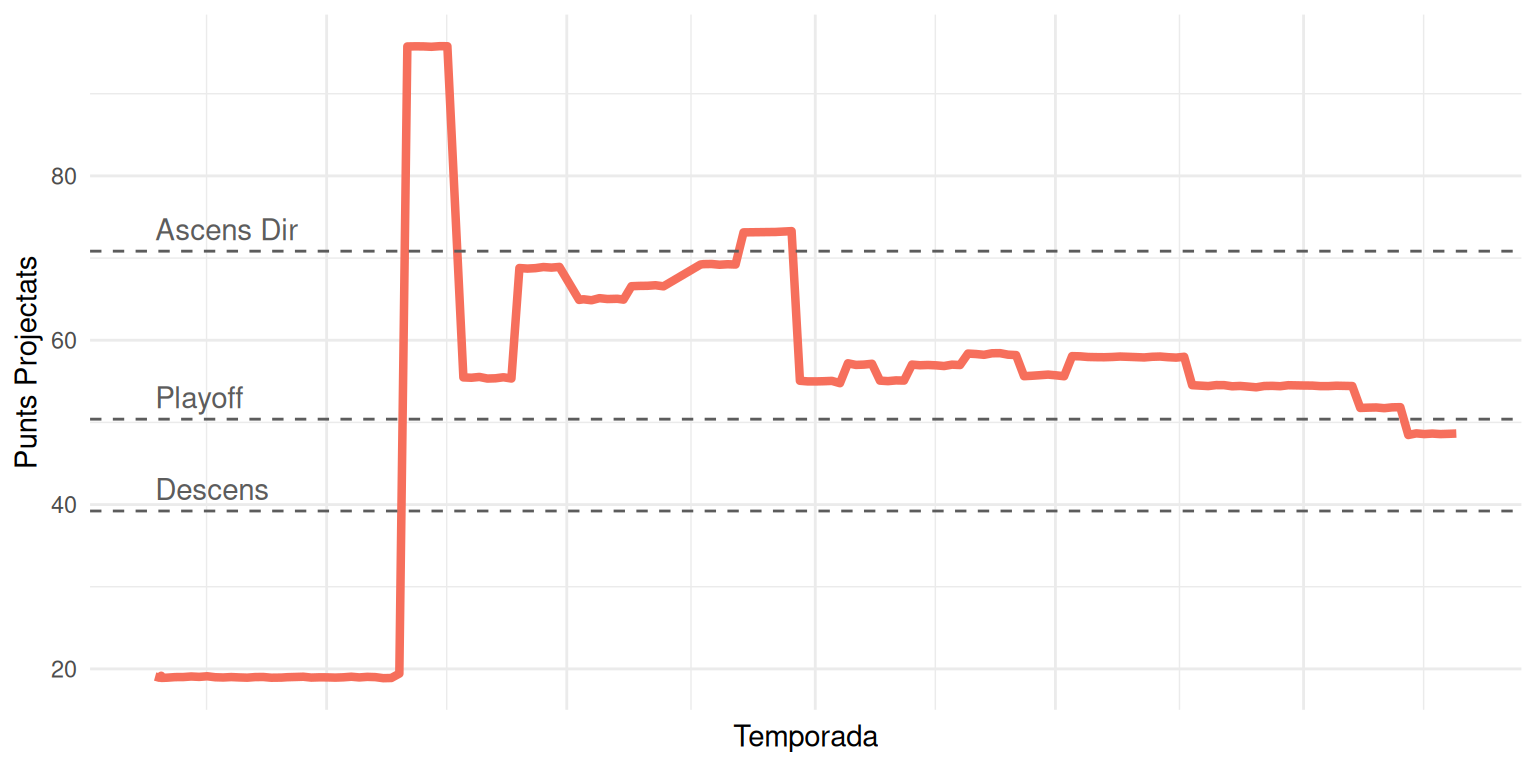 80
Ascens Dir
Punts Projectats
60
Playoff
Descens
40
20
Temporada